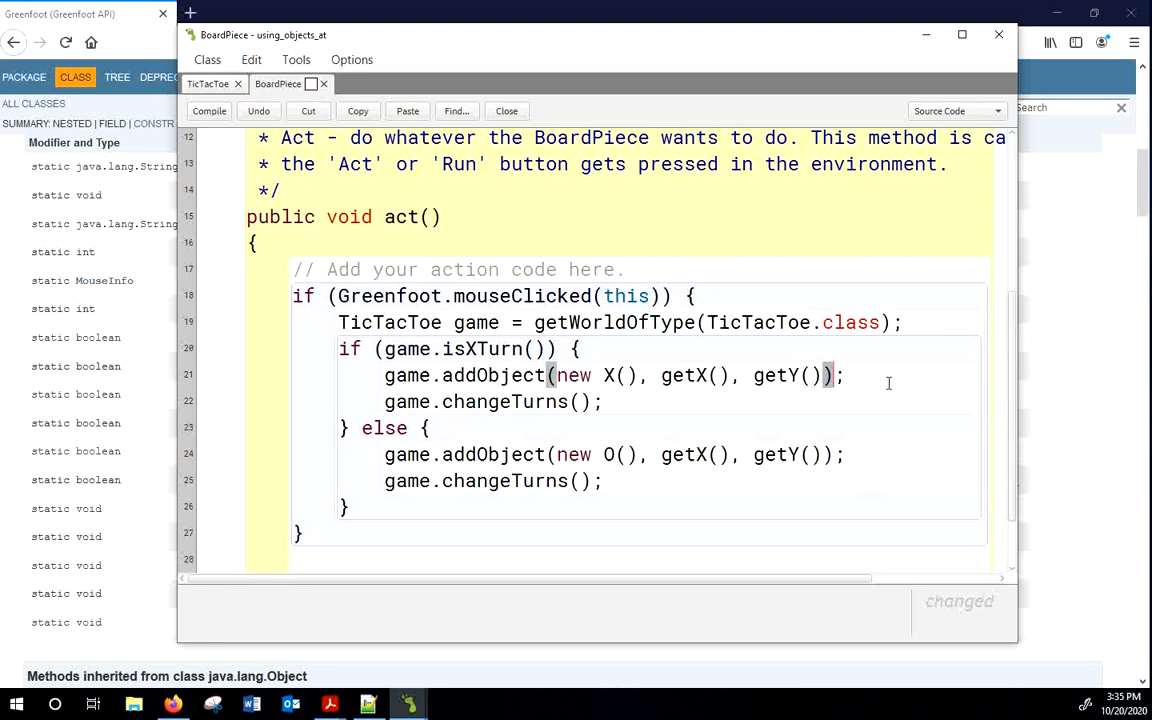 Greenfoot (Greenfoot API)
BoardPiece - using_objects_at
Class Edit Tools Options
PACKAGE CLASS TREE DEPREC
TicTacToe BoardPiece
ALL CLASSES
Compile Undo Cut Copy Paste Find... Close Source Code
Search
SUMMARY: NESTED | FIELD | CONSTR
Modifier and Type
static java.lang.String
static void
static java.lang.String
static int
static MouseInfo
static int
static boolean
static boolean
static boolean
static boolean
static boolean
static boolean
static void
static void
static void
static void
static void
12 * Act - do whatever the BoardPiece wants to do. This method is ca
13 * the 'Act' or 'Run' button gets pressed in the environment.
14 */
15 public void act()
16 {
17 // Add your action code here.
18 if (Greenfoot.mouseClicked(this)) {
19 TicTacToe game = getWorldOfType(TicTacToe.class);
20 if (game.isXTurn()) {
21 game.addObject(new X(), getX(), getY());
22 game.changeTurns();
23 } else {
24 game.addObject(new O(), getX(), getY());
25 game.changeTurns();
26 }
27 }
28
changed
Methods inherited from class java.lang.Object
3:35 PM
10/20/2020